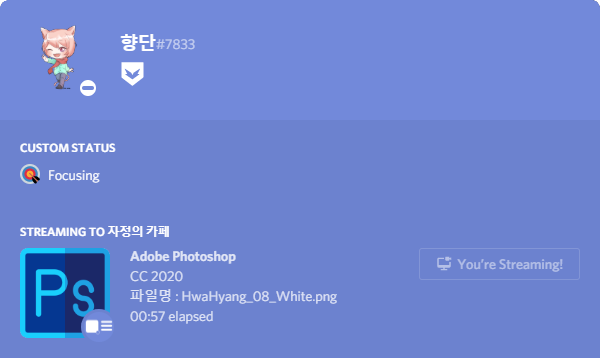 향단#7833
CUSTOM STATUS
Focusing
STREAMING TO 자정의 카페
Adobe Photoshop
CC 2020
파일명 : HwaHyang_08_White.png
00:57 elapsed
You're Streaming!
Ps